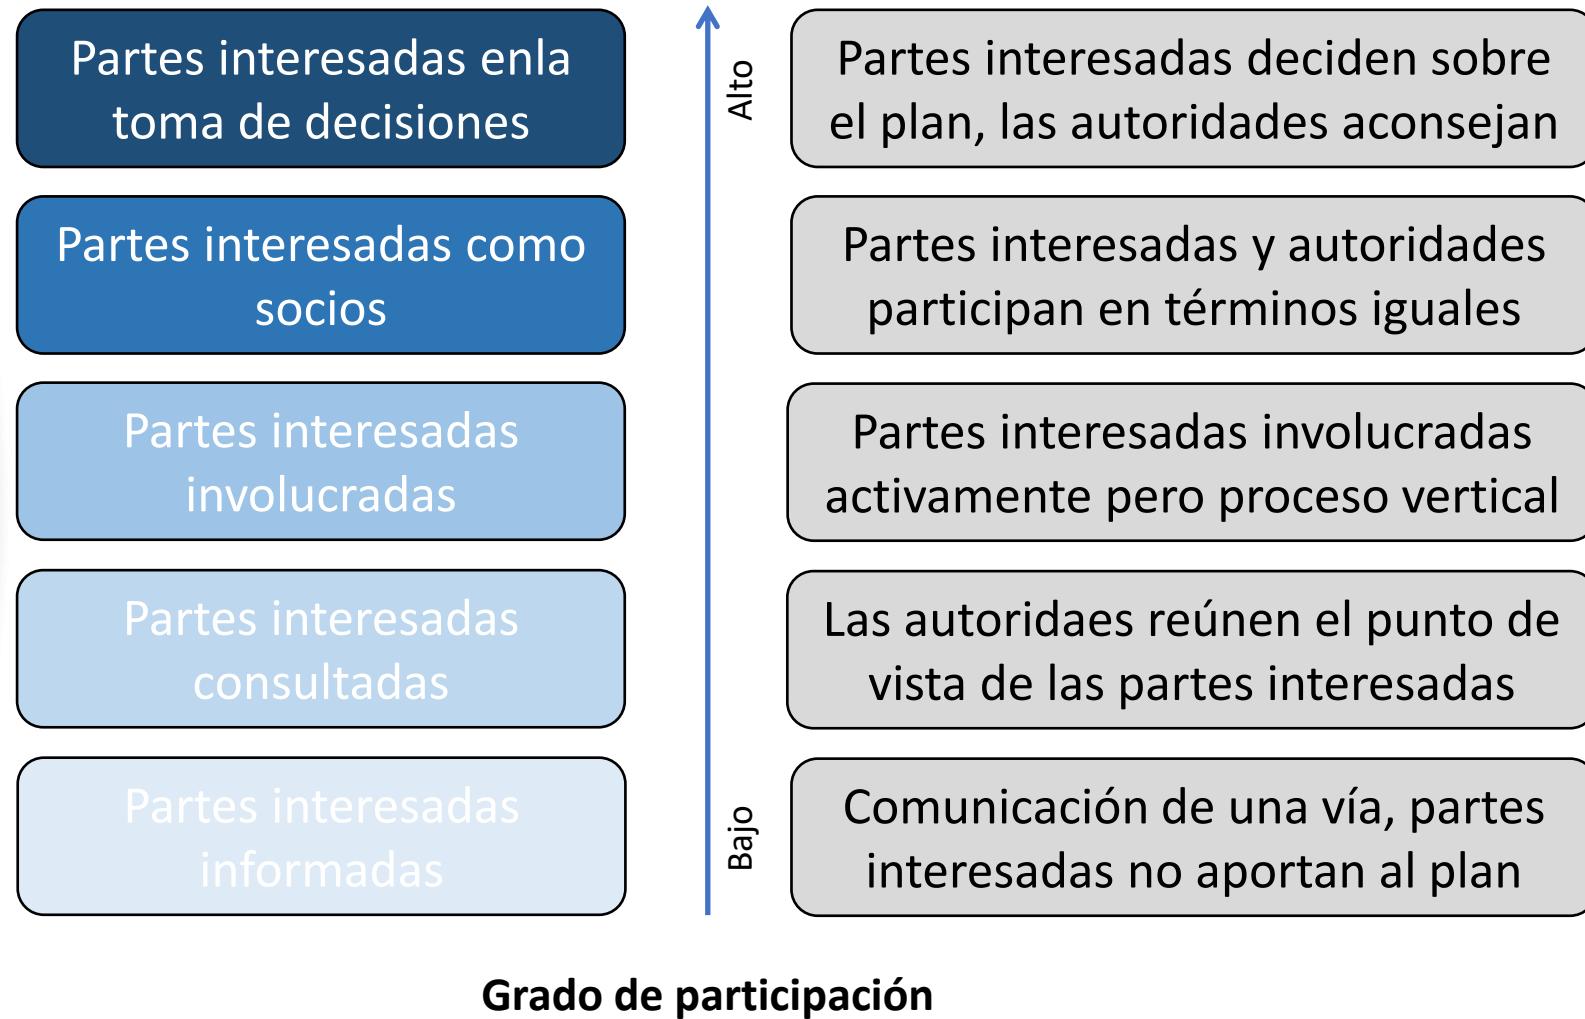 Partes interesadas enla
toma de decisiones
Alto
Partes interesadas deciden sobre
el plan, las autoridades aconsejan
Partes interesadas como
socios
Partes interesadas y autoridades
participan en términos iguales
Partes interesadas
involucradas
Partes interesadas involucradas
activamente pero proceso vertical
Partes interesadas
consultadas
Las autoridaes reúnen el punto de
vista de las partes interesadas
Partes interesadas
informadas
Bajo
Comunicación de una vía, partes
interesadas no aportan al plan
Grado de participación